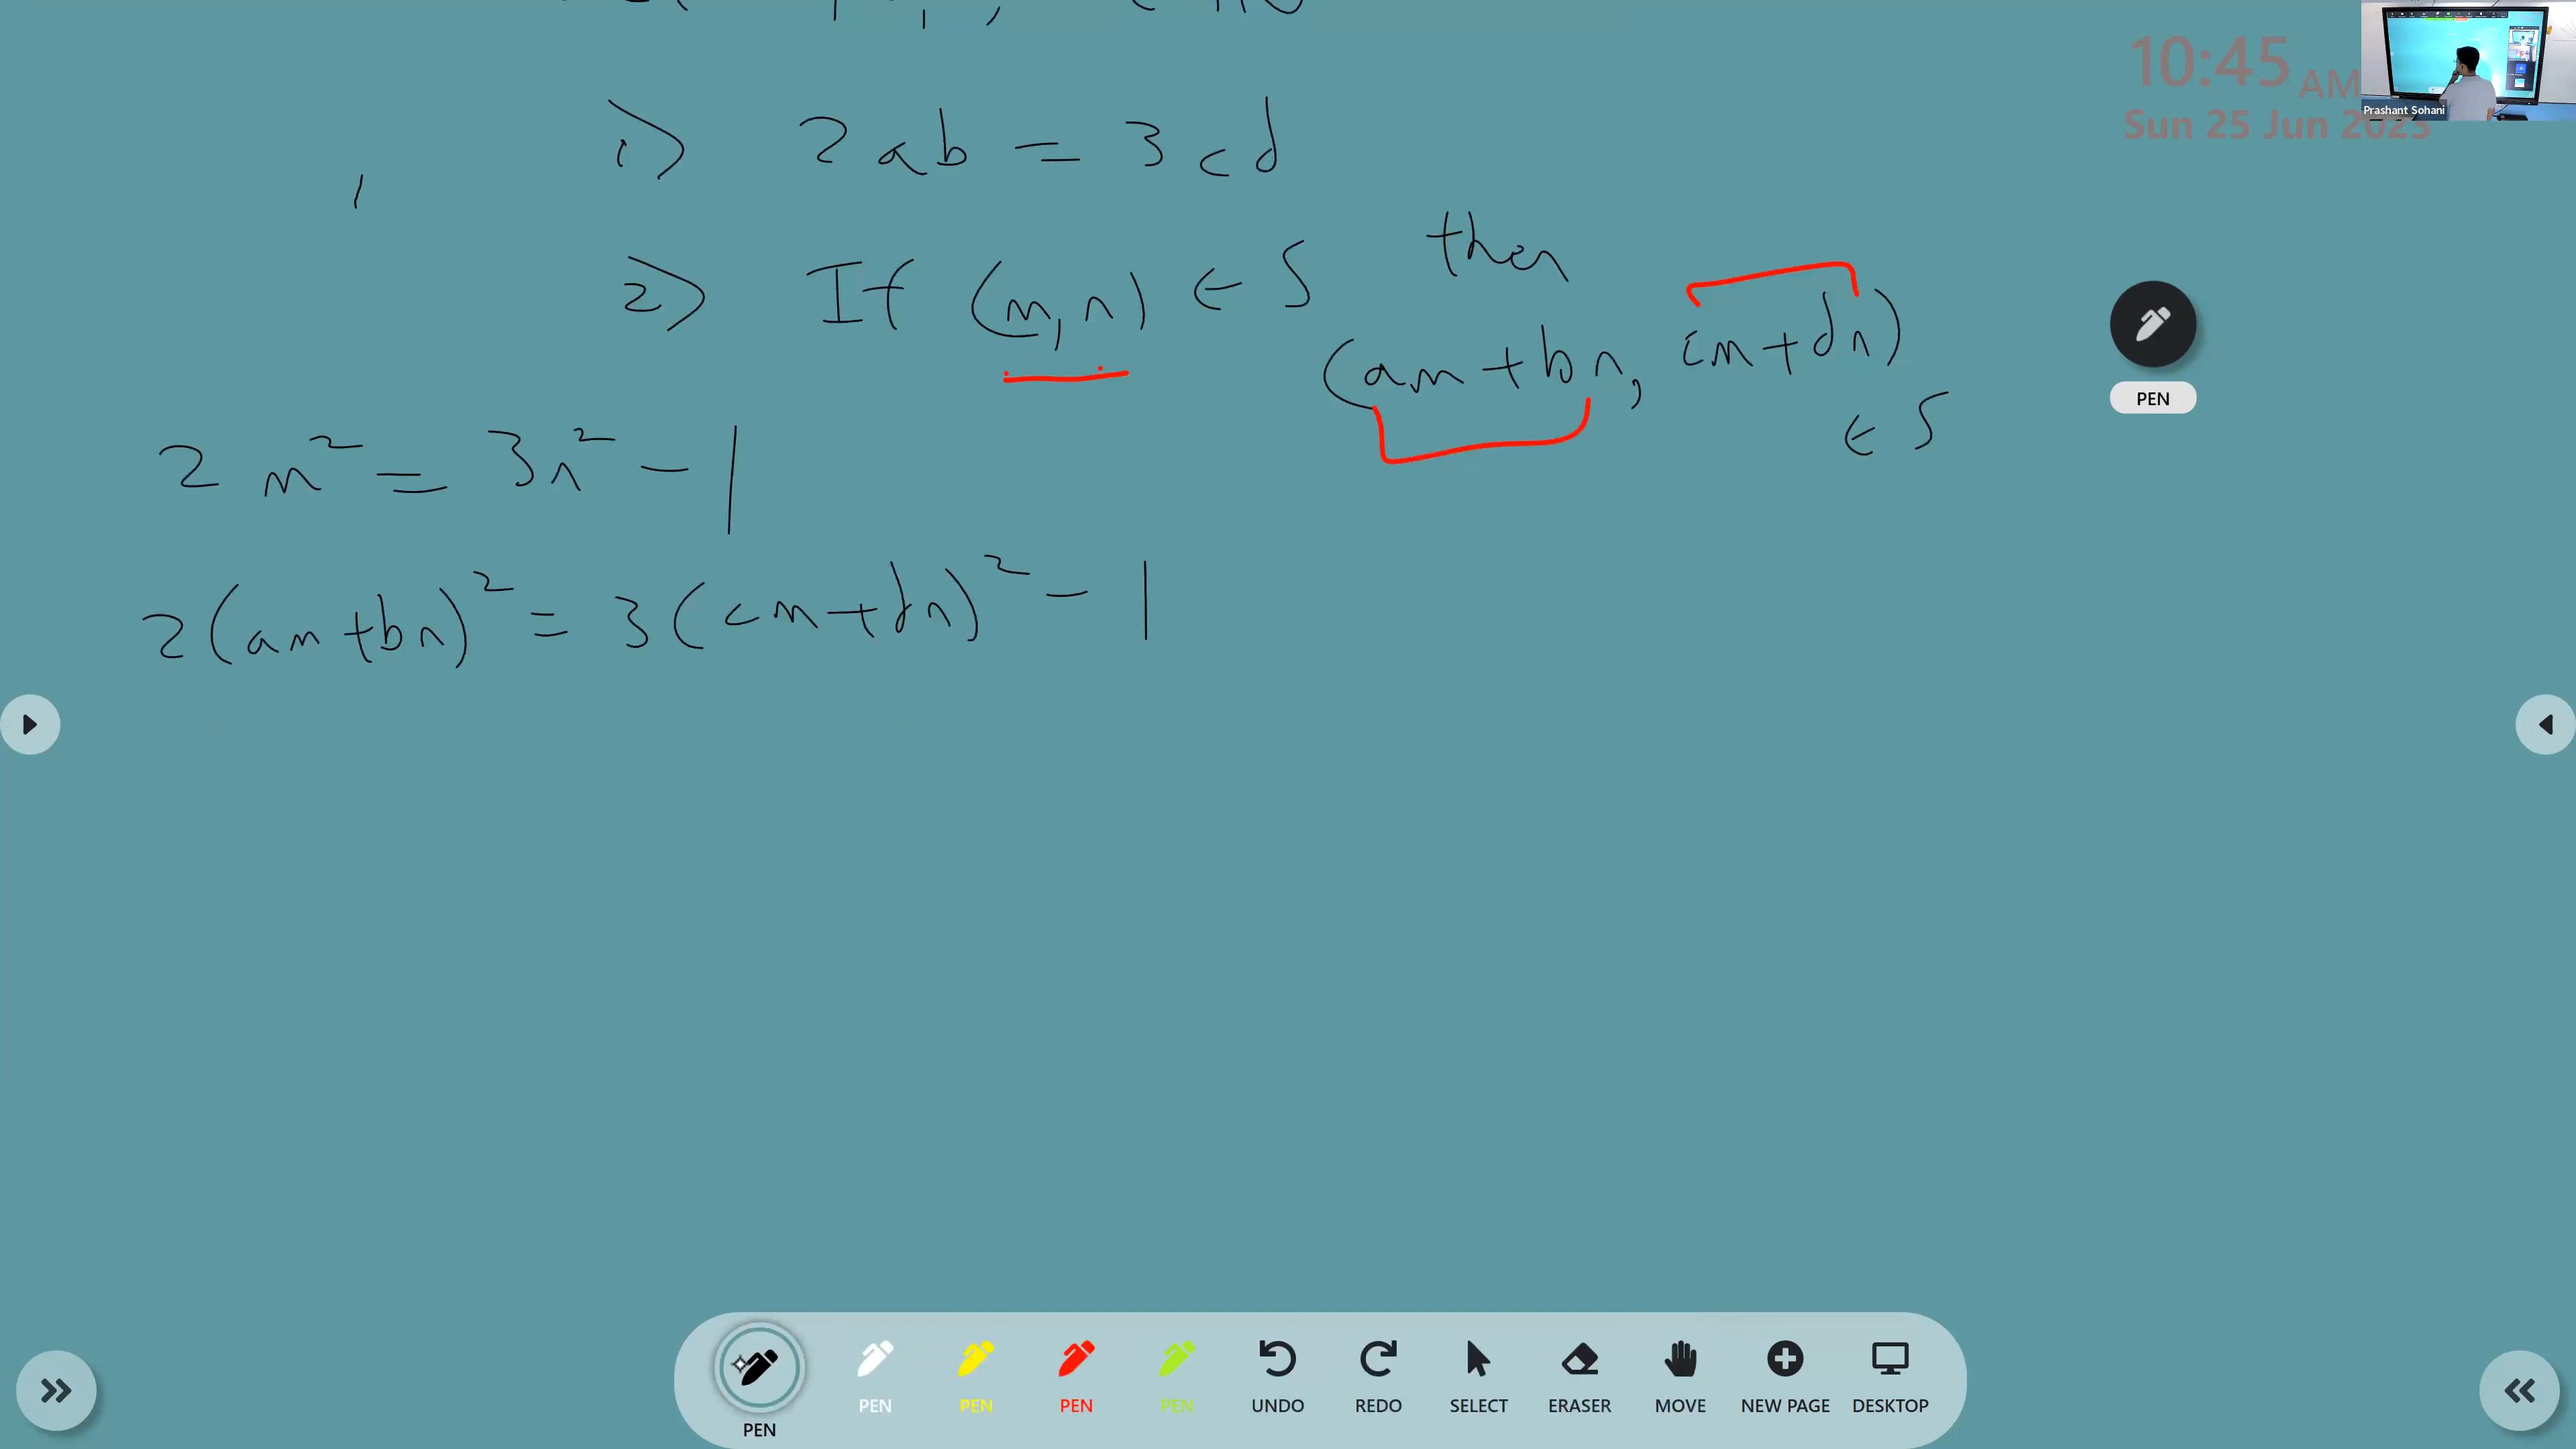 10:45 AM
Prashant Sohani
Sun 25 Jun 2023
1) 2ab = 3cd
2) If (m,n) ∈ S then
(am+bn, cm+dn)
∈ S
2m² = 3n² - 1
2(am+bn)² = 3(cm+dn)² - 1
PEN
PEN
PEN
PEN
PEN
PEN
UNDO
REDO
SELECT
ERASER
MOVE
NEW PAGE
DESKTOP